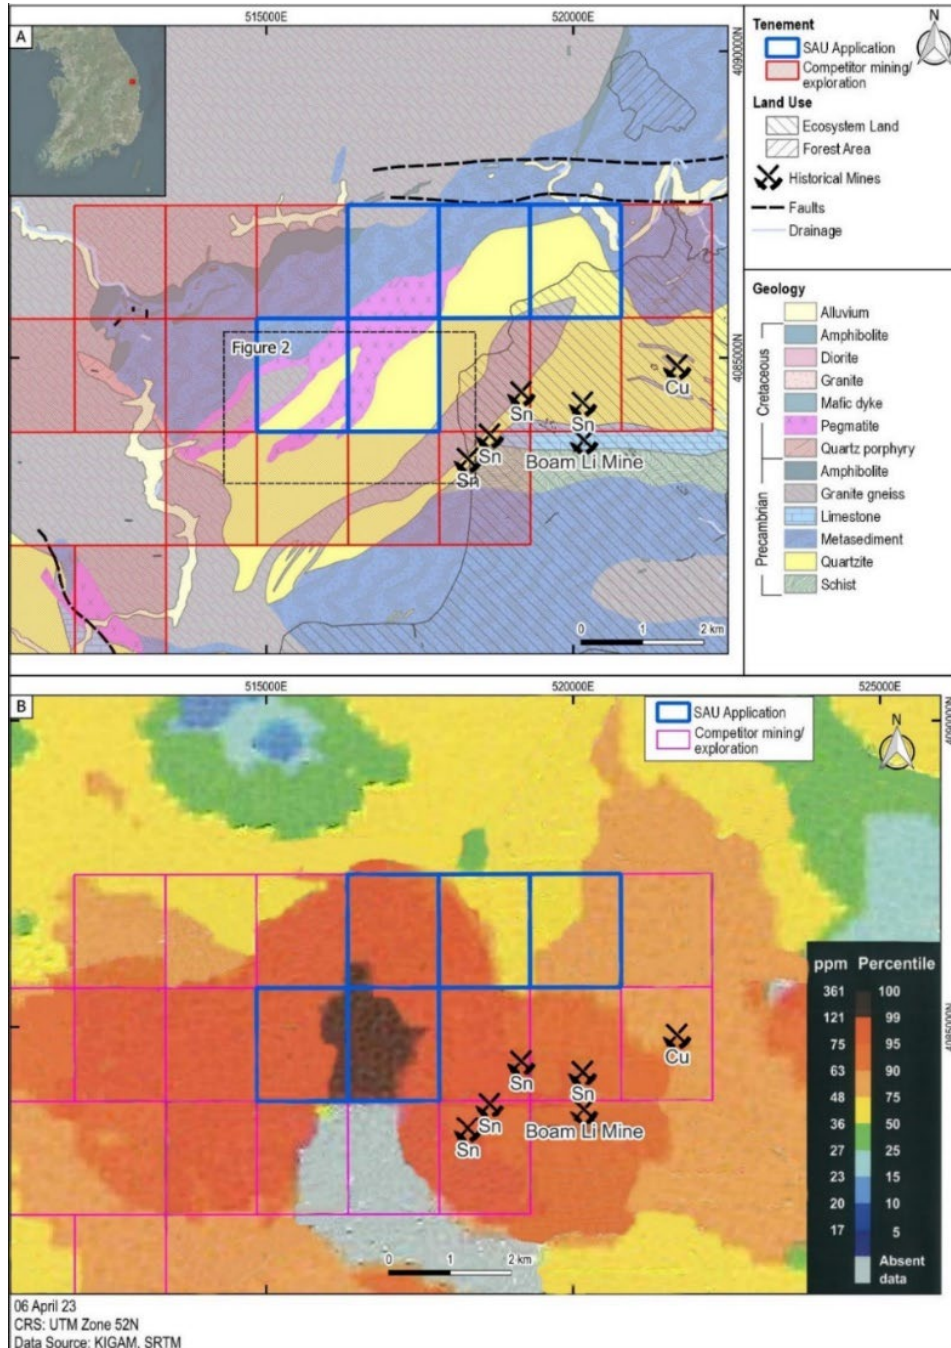 515000E
520000E
A
4090000N
4085000N
Figure 2
Sn
Sn
Sn
Sn
Cu
Boam Li Mine
0 1 2 km
N
Tenement
SAU Application
Competitor mining/
exploration
Land Use
Ecosystem Land
Forest Area
Historical Mines
Faults
Drainage
Geology
Alluvium
Cretaceous
Amphibolite
Diorite
Granite
Mafic dyke
Pegmatite
Quartz porphyry
Precambrian
Amphibolite
Granite gneiss
Limestone
Metasediment
Quartzite
Schist
515000E
520000E
525000E
B
SAU Application
Competitor mining/
exploration
N
4090000N
4085000N
Sn
Sn
Sn
Sn
Cu
Boam Li Mine
0 1 2 km
ppm Percentile
361 100
121 99
75 95
63 90
48 75
36 50
27 25
23 15
20 10
17 5
Absent
data
06 April 23
CRS: UTM Zone 52N
Data Source: KIGAM, SRTM